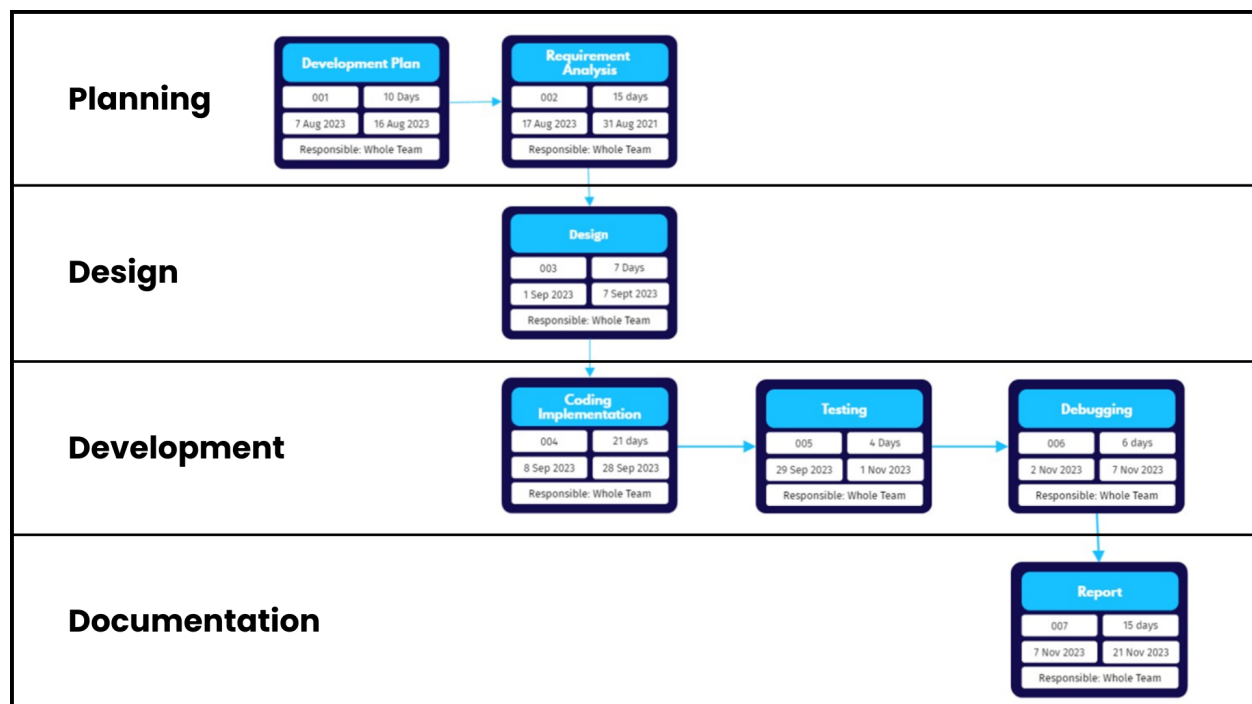 Planning
Development Plan
001 10 Days
7 Aug 2023 16 Aug 2023
Responsible: Whole Team
Requirement
Analysis
002 15 days
17 Aug 2023 31 Aug 2021
Responsible: Whole Team
Design
Design
003 7 Days
1 Sep 2023 7 Sept 2023
Responsible: Whole Team
Development
Coding
Implementation
004 21 days
8 Sep 2023 28 Sep 2023
Responsible: Whole Team
Testing
005 4 Days
29 Sep 2023 1 Nov 2023
Responsible: Whole Team
Debugging
006 6 days
2 Nov 2023 7 Nov 2023
Responsible: Whole Team
Documentation
Report
007 15 days
7 Nov 2023 21 Nov 2023
Responsible: Whole Team